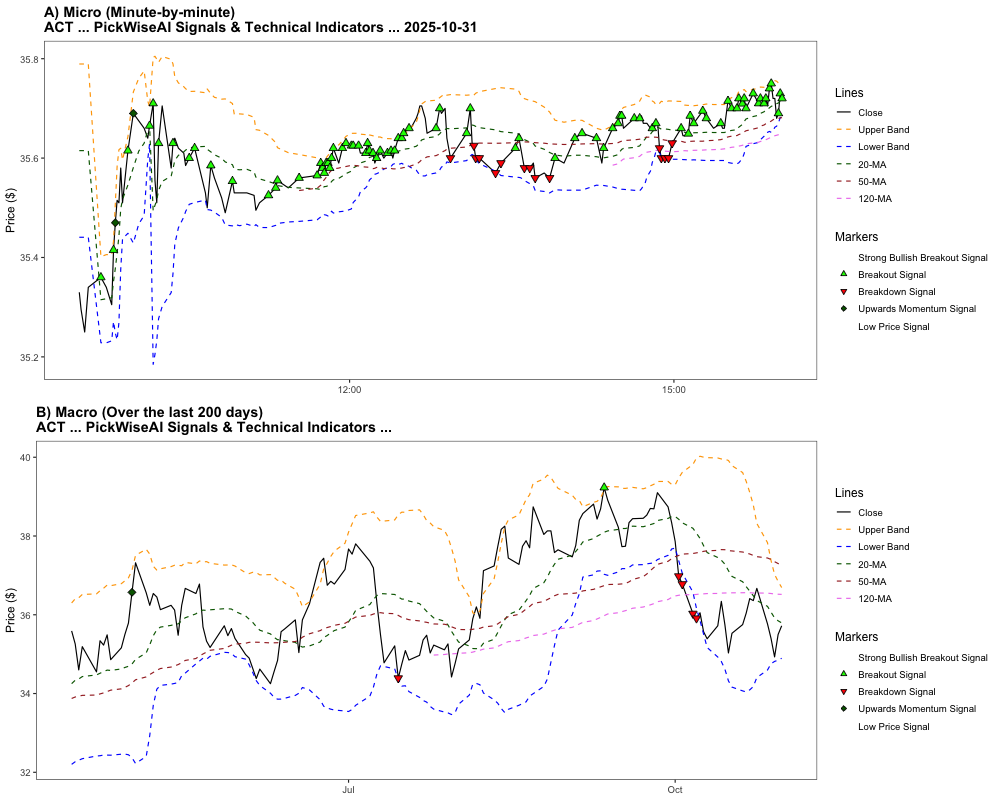 A) Micro (Minute-by-minute)
ACT ... PickWiseAI Signals & Technical Indicators ... 2025-10-31
35.8
35.6
35.4
35.2
Price ($)
12:00
15:00
Lines
Close
Upper Band
Lower Band
20-MA
50-MA
120-MA
Markers
Strong Bullish Breakout Signal
Breakout Signal
Breakdown Signal
Upwards Momentum Signal
Low Price Signal
B) Macro (Over the last 200 days)
ACT ... PickWiseAI Signals & Technical Indicators ...
40
38
36
34
32
Price ($)
Jul
Oct
Lines
Close
Upper Band
Lower Band
20-MA
50-MA
120-MA
Markers
Strong Bullish Breakout Signal
Breakout Signal
Breakdown Signal
Upwards Momentum Signal
Low Price Signal